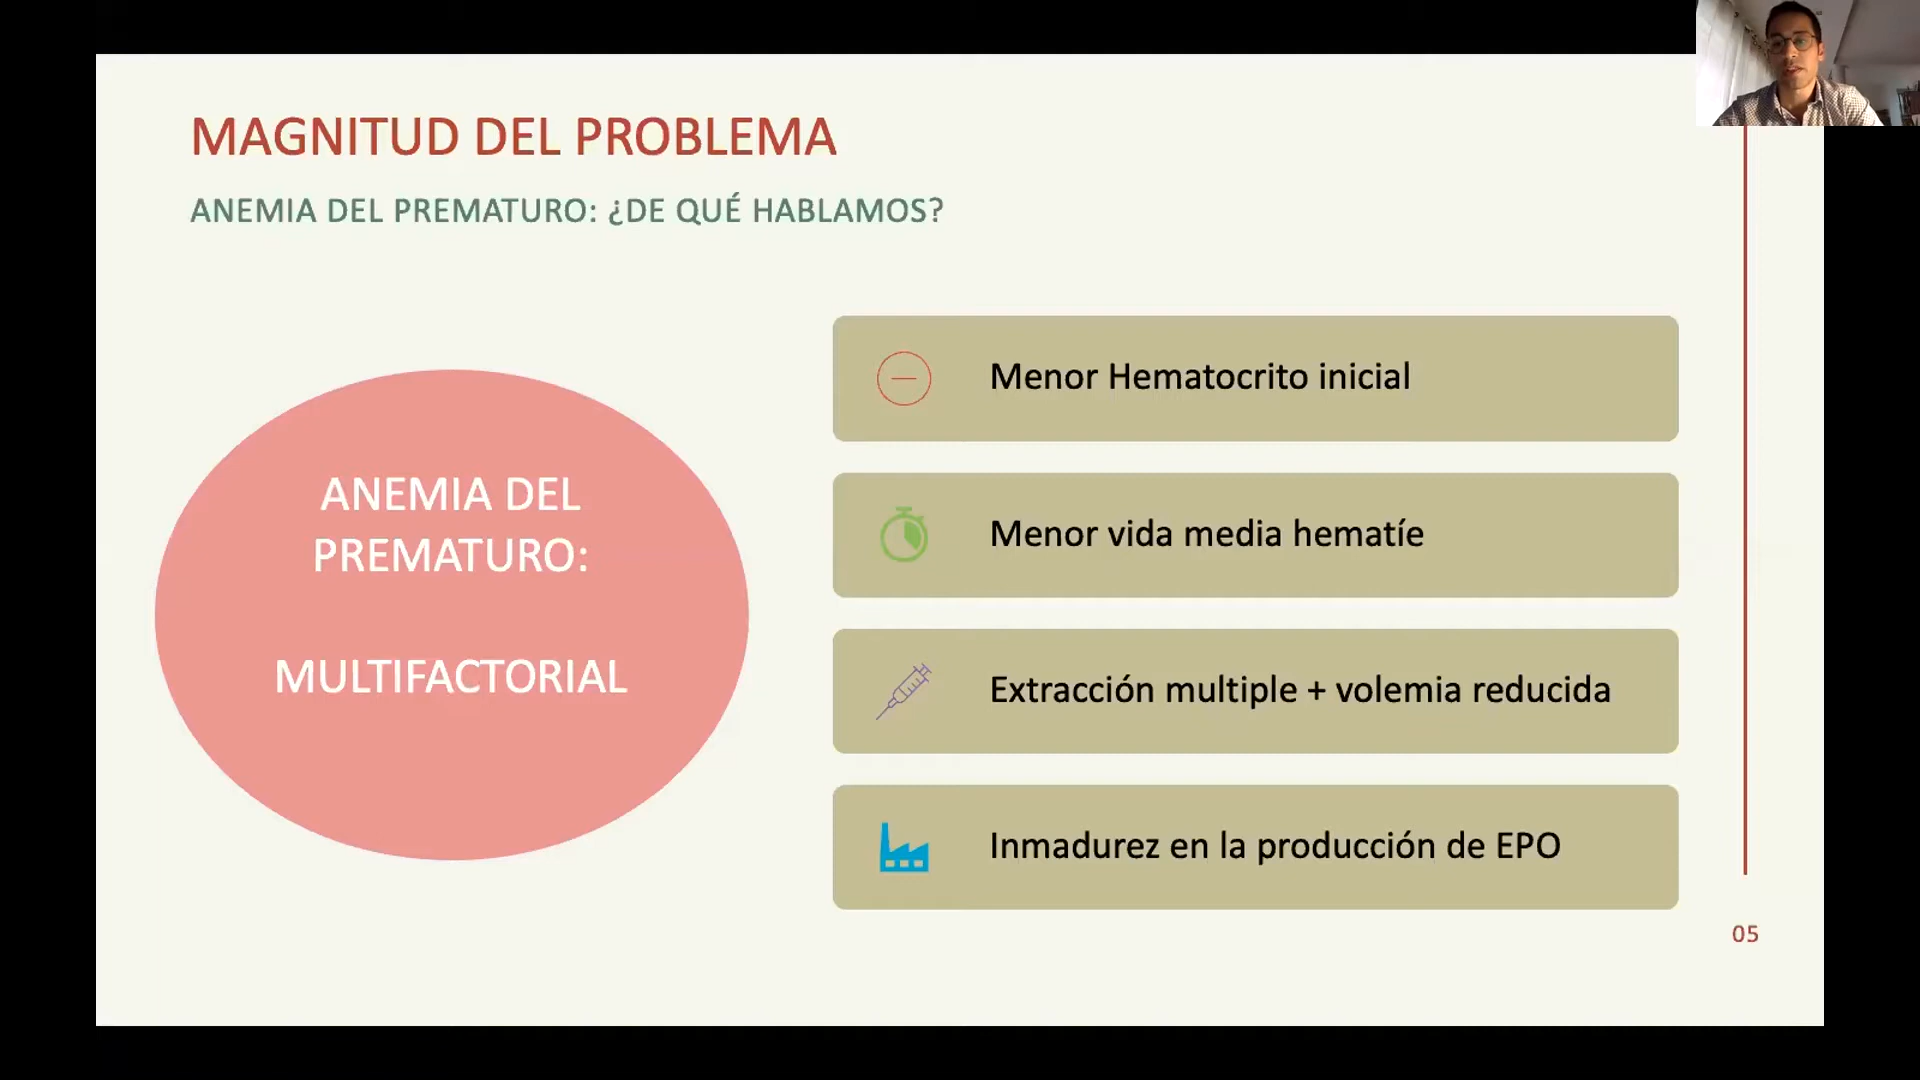 MAGNITUD DEL PROBLEMA
ANEMIA DEL PREMATURO: ¿DE QUÉ HABLAMOS?
ANEMIA DEL
PREMATURO:
MULTIFACTORIAL
Menor Hematocrito inicial
Menor vida media hematíe
Extracción multiple + volemia reducida
Inmadurez en la producción de EPO
05